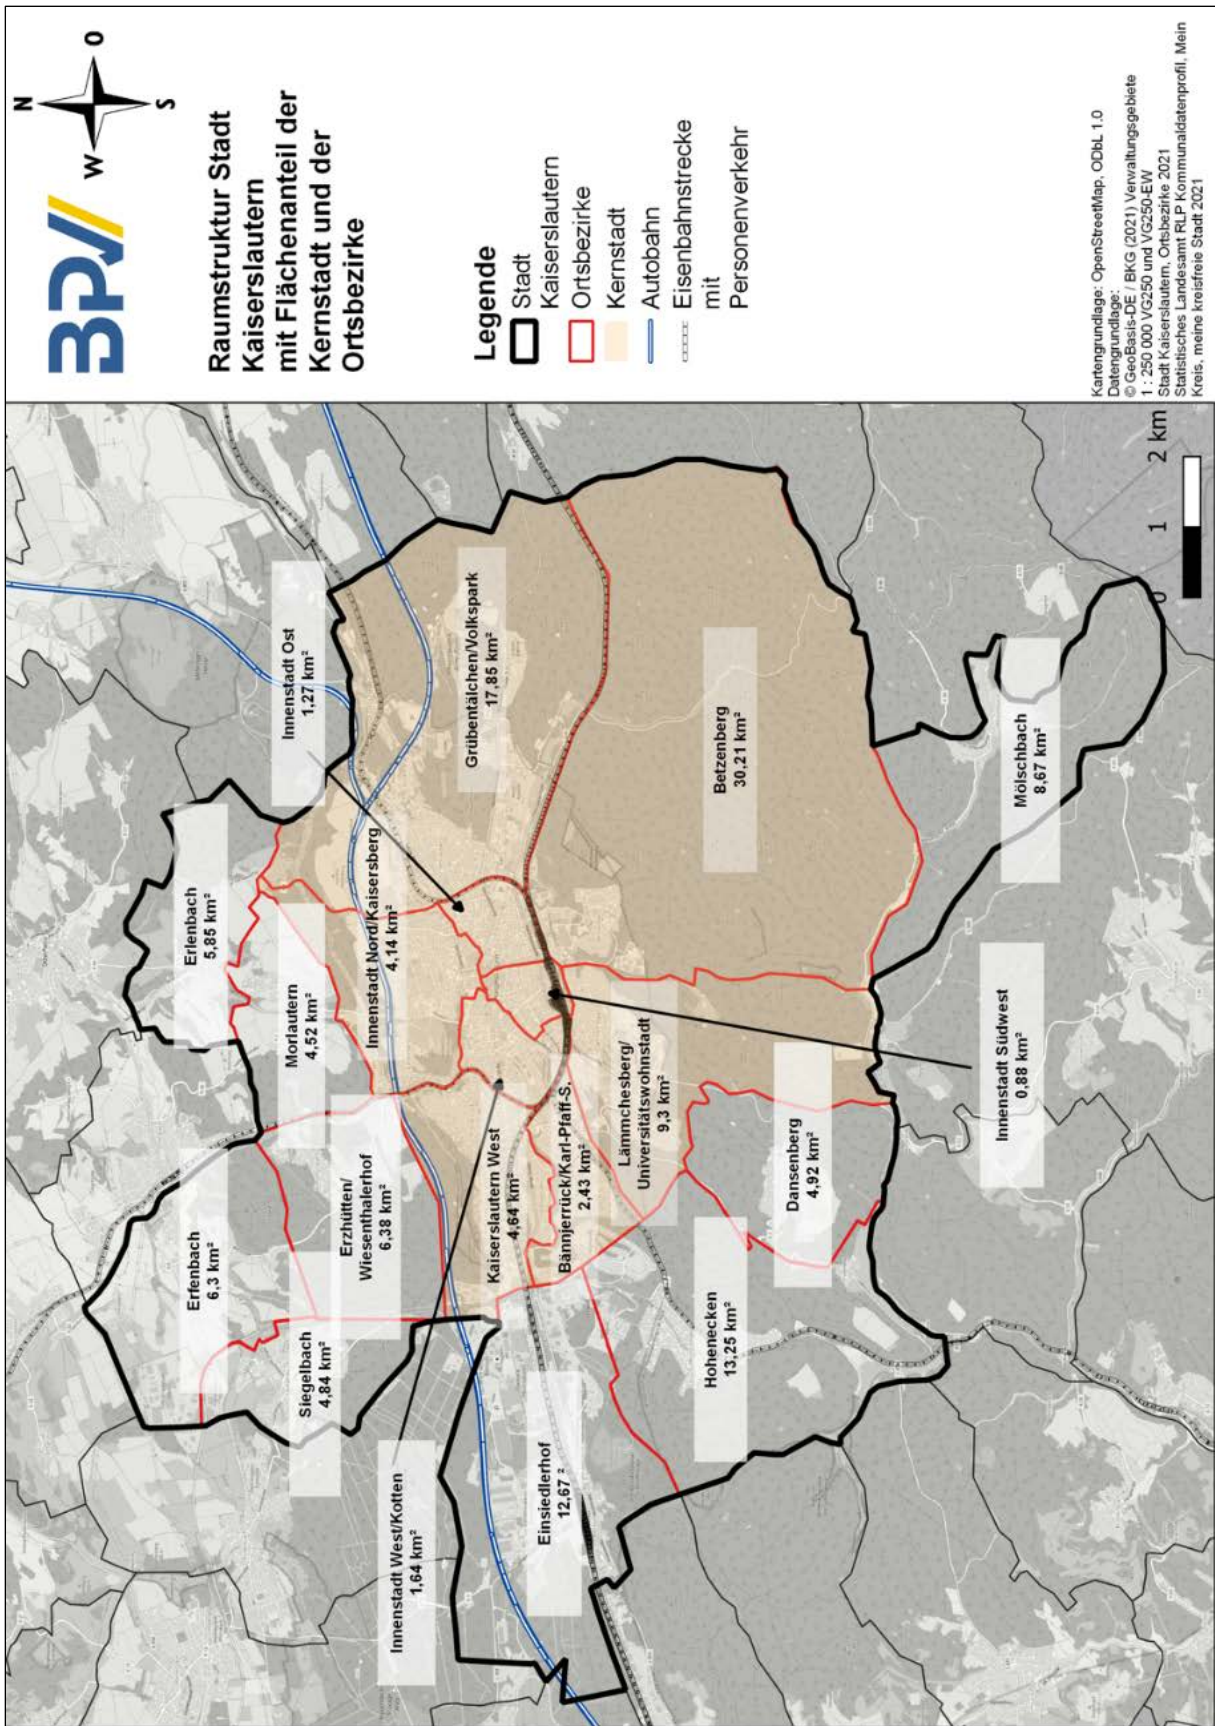 BPV
N
W
O
S
Raumstruktur Stadt
Kaiserslautern
mit Flächenanteil der
Kernstadt und der
Ortsbezirke
Legende
Stadt
Kaiserslautern
Ortsbezirke
Kernstadt
Autobahn
Eisenbahnstrecke
mit
Personenverkehr
Kartengrundlage: OpenStreetMap, ODbL 1.0
Datengrundlage:
© GeoBasis-DE / BKG (2021) Verwaltungsgebiete
1 : 250 000 VG250 und VG250-EW
Stadt Kaiserslautern, Ortsbezirke 2021
Statistisches Landesamt RLP Kommunaldatenprofil, Mein
Kreis, meine kreisfreie Stadt 2021
Erlenbach
5,85 km²
Erfenbach
6,3 km²
Innenstadt Ost
1,27 km²
Morlautern
4,52 km²
Siegelbach
4,84 km²
Erzhütten/
Wiesenthalerhof
6,38 km²
Innenstadt Nord/Kaisersberg
4,14 km²
Innenstadt West/Kotten
1,64 km²
Grübentälchen/Volkspark
17,85 km²
Kaiserslautern West
4,64 km²
Einsiedlerhof
12,67 ²
Bännjerrück/Karl-Pfaff-S.
2,43 km²
Lämmchesberg/
Universitätswohnstadt
9,3 km²
Betzenberg
30,21 km²
Hohenecken
13,25 km²
Dansenberg
4,92 km²
Innenstadt Südwest
0,88 km²
Mölschbach
8,67 km²
0 1 2 km